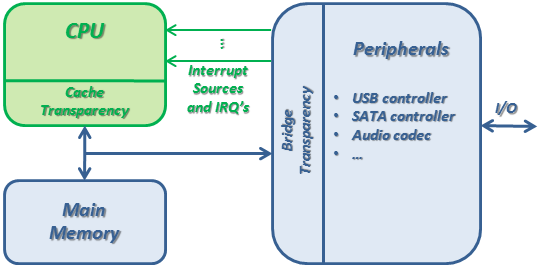 CPU
Cache
Transparency
...
Interrupt
Sources
and IRQ's
Main
Memory
Bridge
Transparency
Peripherals
• USB controller
• SATA controller
• Audio codec
• ...
I/O